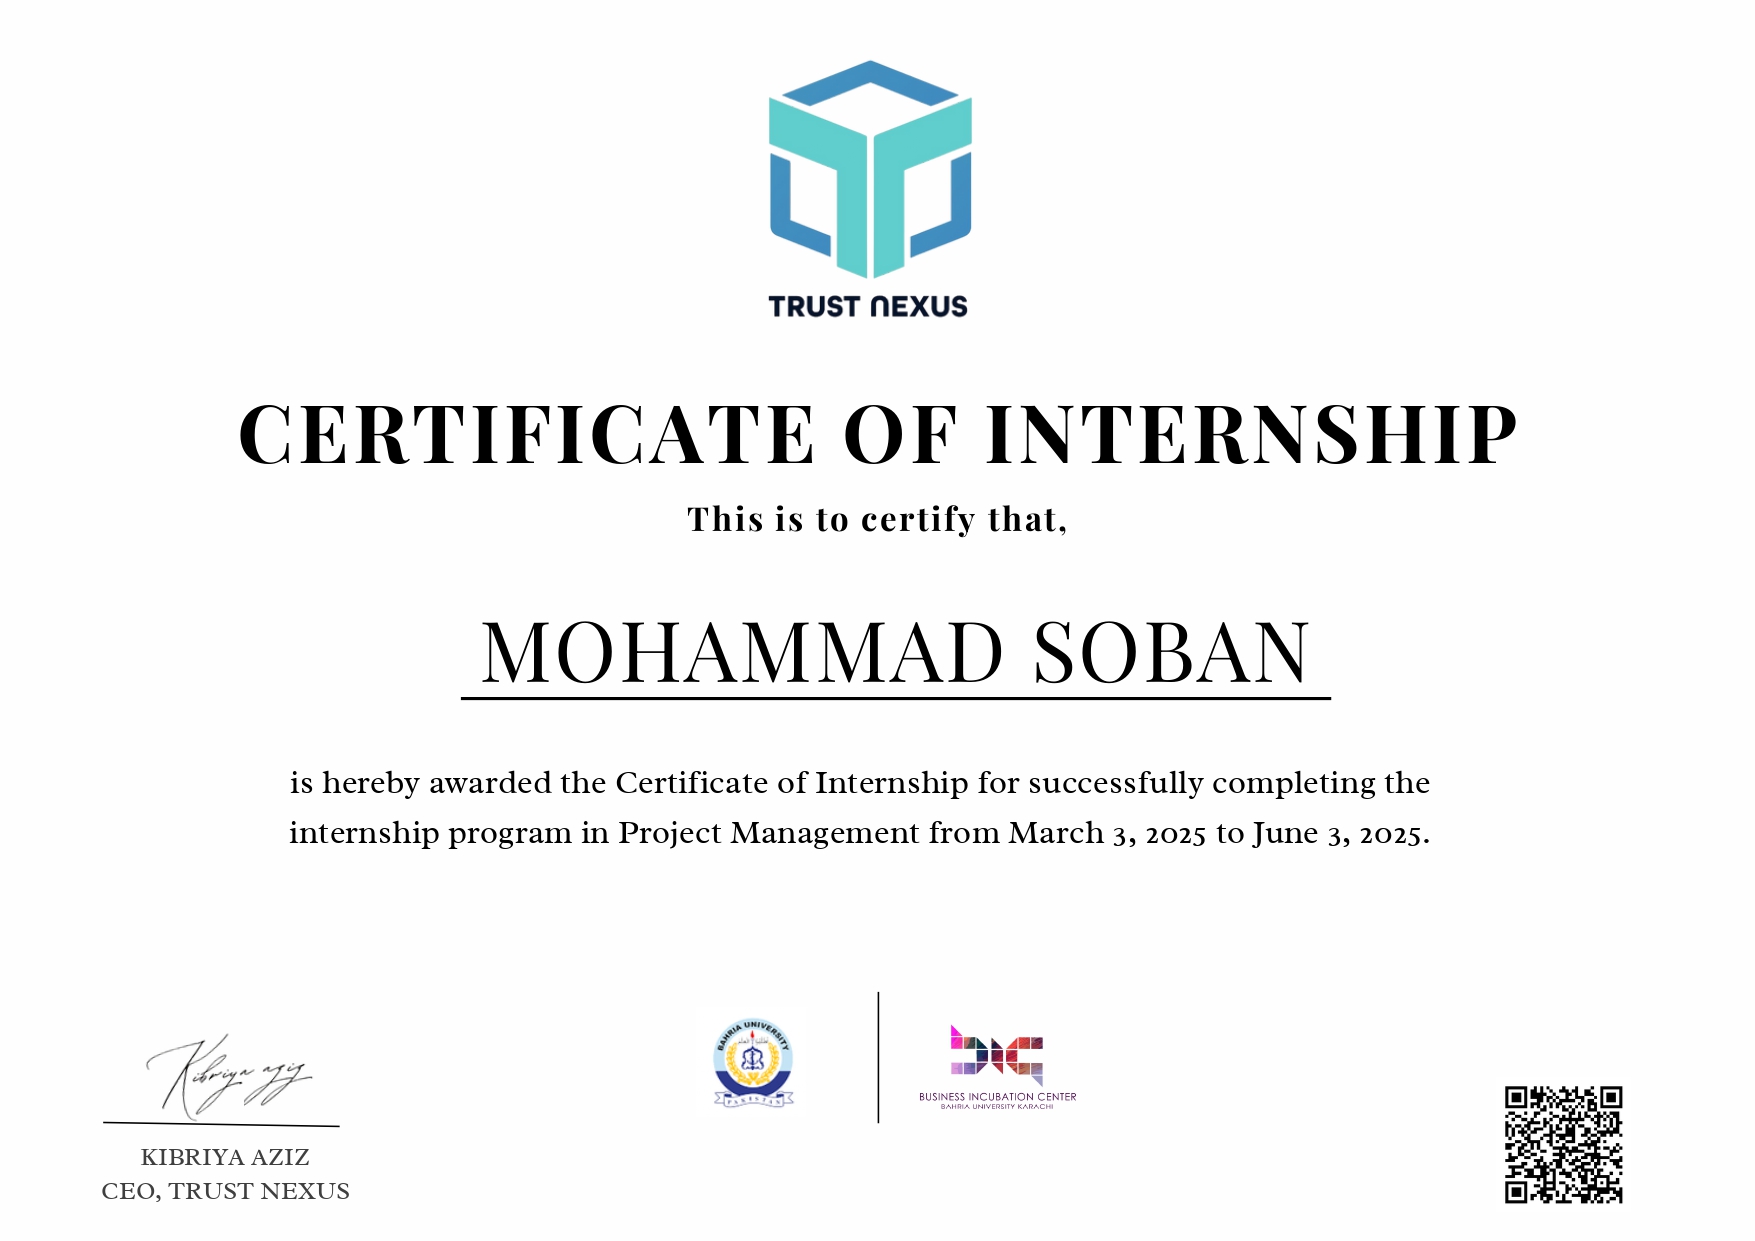 TRUST NEXUS
CERTIFICATE OF INTERNSHIP
This is to certify that,
MOHAMMAD SOBAN
is hereby awarded the Certificate of Internship for successfully completing the
internship program in Project Management from March 3, 2025 to June 3, 2025.
Kibriya aziz
KIBRIYA AZIZ
CEO, TRUST NEXUS
BAHRIA UNIVERSITY
PAKISTAN
bic
BUSINESS INCUBATION CENTER
BAHRIA UNIVERSITY KARACHI